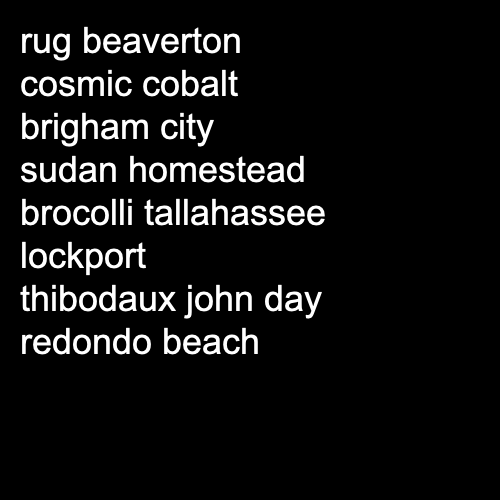 rug beaverton
cosmic cobalt
brigham city
sudan homestead
brocolli tallahassee
lockport
thibodaux john day
redondo beach